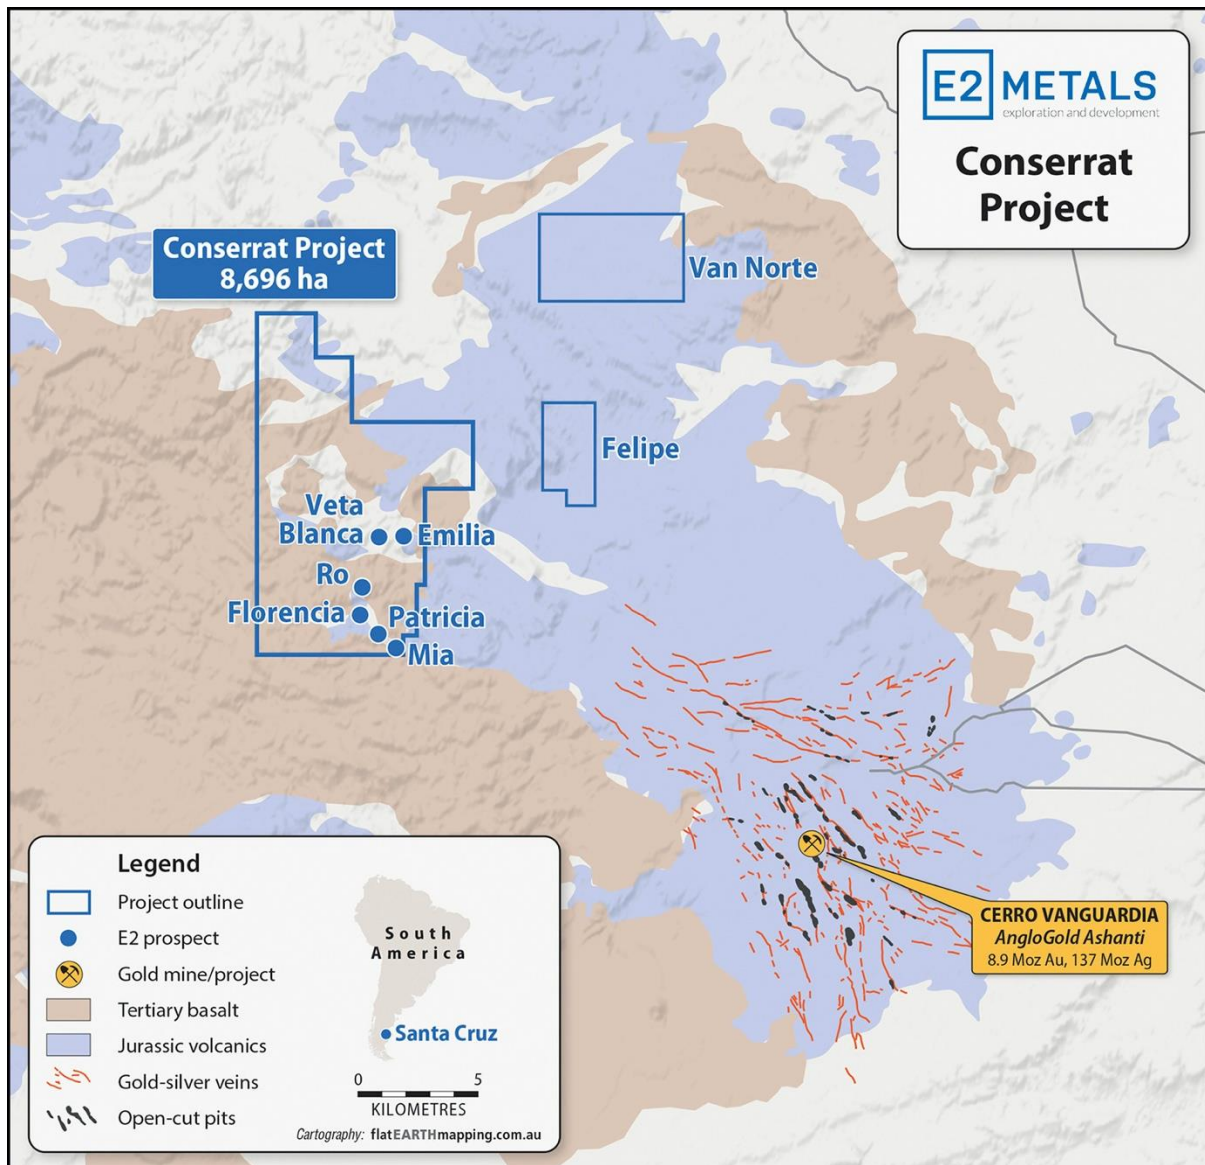 E2 METALS
exploration and development
Conserrat
Project
Conserrat Project
8,696 ha
Van Norte
Felipe
Veta
Blanca
Emilia
Ro
Florencia
Patricia
Mia
CERRO VANGUARDIA
AngloGold Ashanti
8.9 Moz Au, 137 Moz Ag
Legend
Project outline
E2 prospect
Gold mine/project
Tertiary basalt
Jurassic volcanics
Gold-silver veins
Open-cut pits
South
America
Santa Cruz
0 5
KILOMETRES
Cartography: flatEARTHmapping.com.au